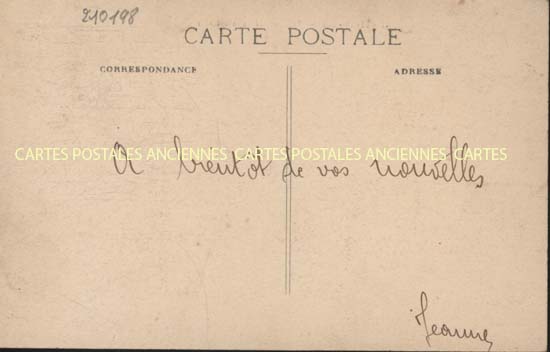 210198
CARTE POSTALE
CORRESPONDANCE
ADRESSE
A bientôt de vos nouvelles
CARTES POSTALES ANCIENNES CARTES POSTALES ANCIENNES CARTES
Jeanne